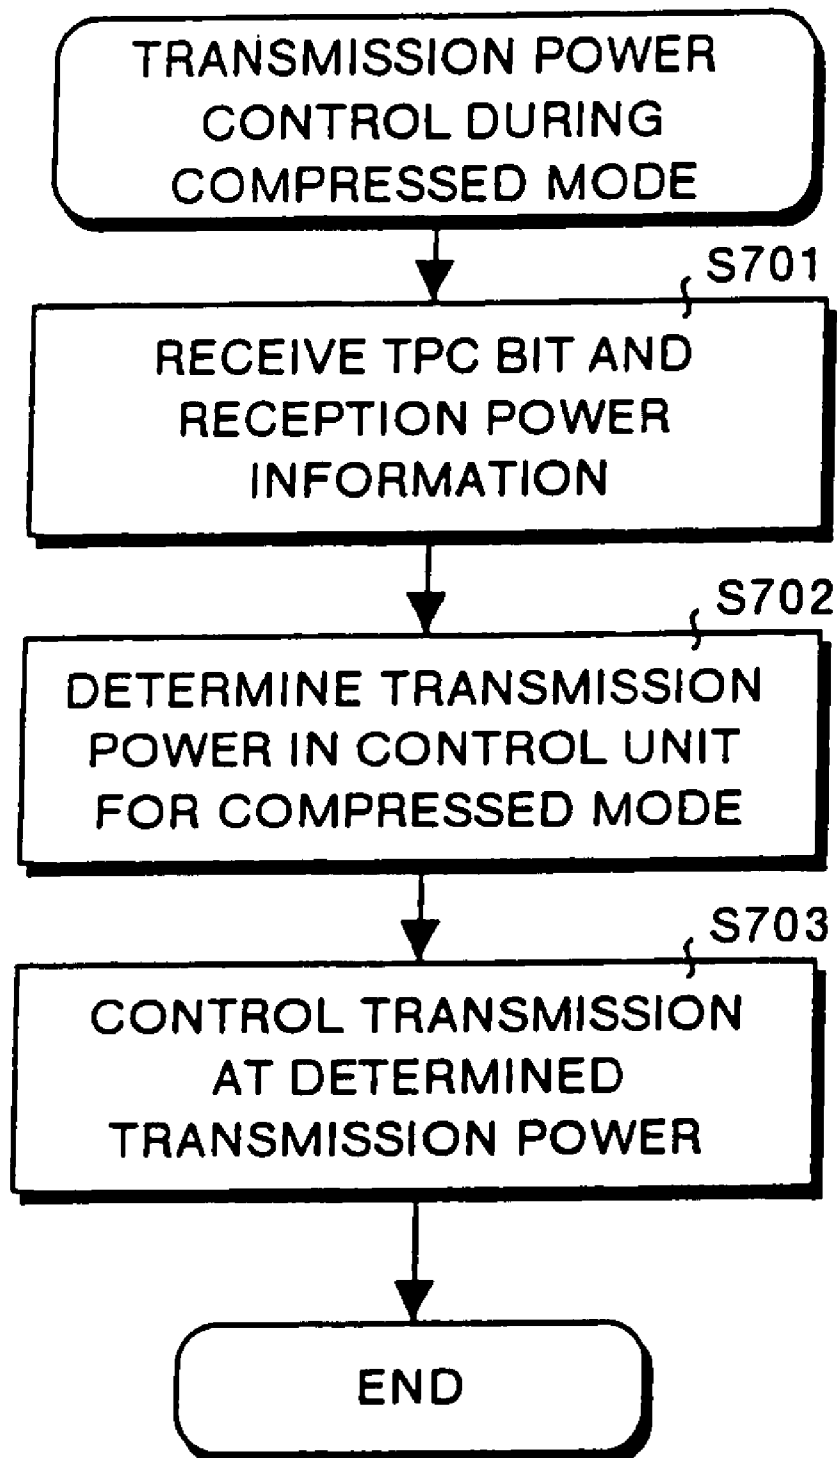 TRANSMISSION POWER
CONTROL DURING
COMPRESSED MODE
S701
RECEIVE TPC BIT AND
RECEPTION POWER
INFORMATION
S702
DETERMINE TRANSMISSION
POWER IN CONTROL UNIT
FOR COMPRESSED MODE
S703
CONTROL TRANSMISSION
AT DETERMINED
TRANSMISSION POWER
END